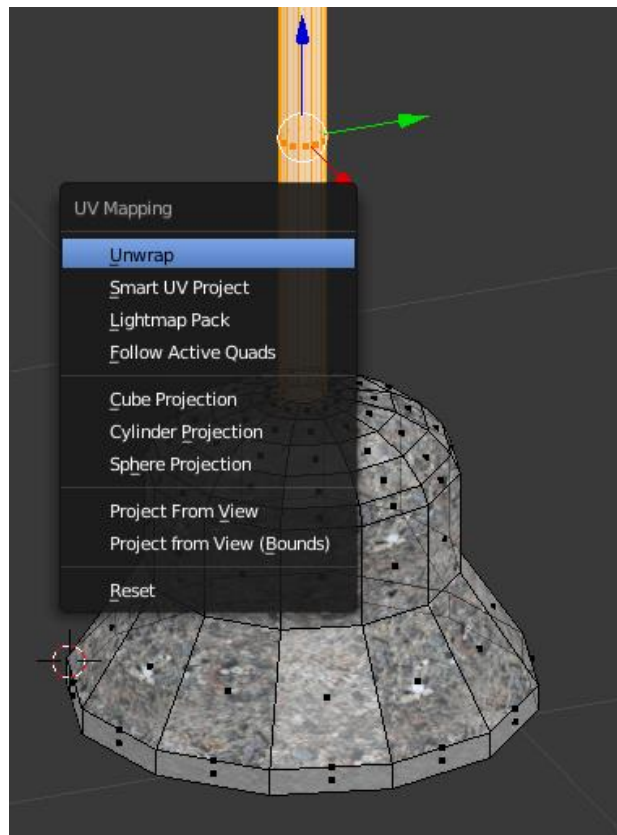 UV Mapping
Unwrap
Smart UV Project
Lightmap Pack
Follow Active Quads
Cube Projection
Cylinder Projection
Sphere Projection
Project From View
Project from View (Bounds)
Reset